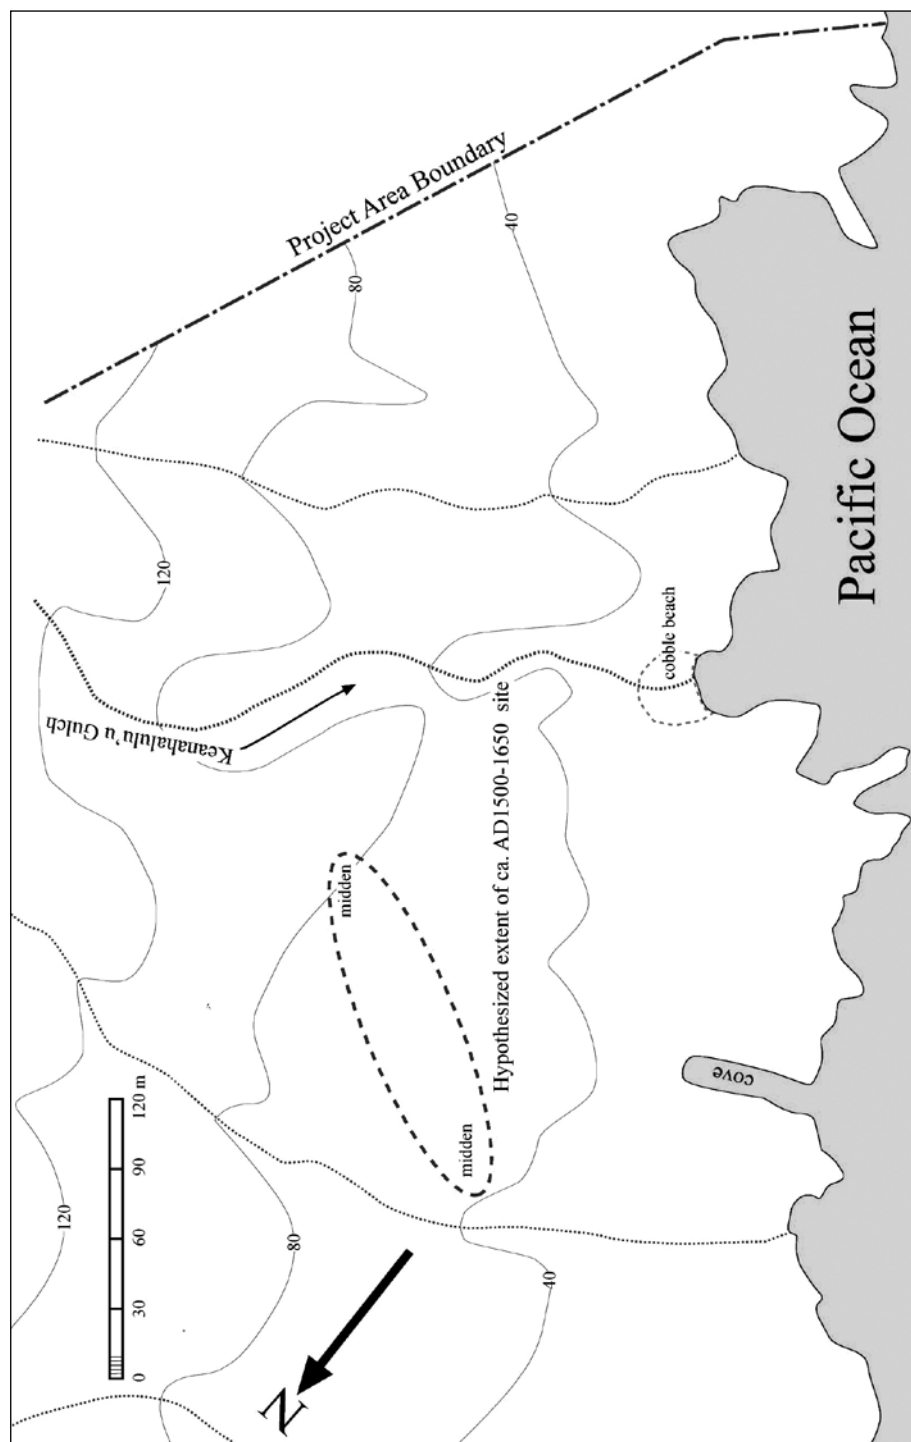 Project Area Boundary
40
80
120
Pacific Ocean
cobble beach
Keanahalulu'u Gulch
Hypothesized extent of ca. AD1500-1650 site
midden
midden
cove
120
80
40
0 30 60 90 120 m
N